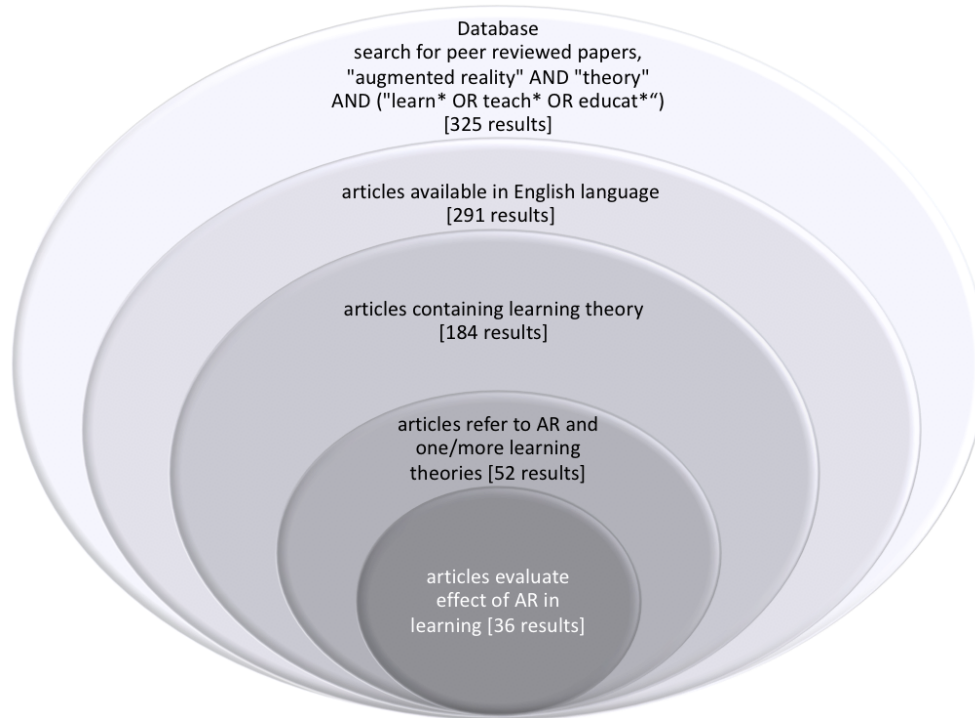 Database
search for peer reviewed papers,
"augmented reality" AND "theory"
AND ("learn* OR teach* OR educat*“)
[325 results]
articles available in English language
[291 results]
articles containing learning theory
[184 results]
articles refer to AR and
one/more learning
theories [52 results]
articles evaluate
effect of AR in
learning [36 results]